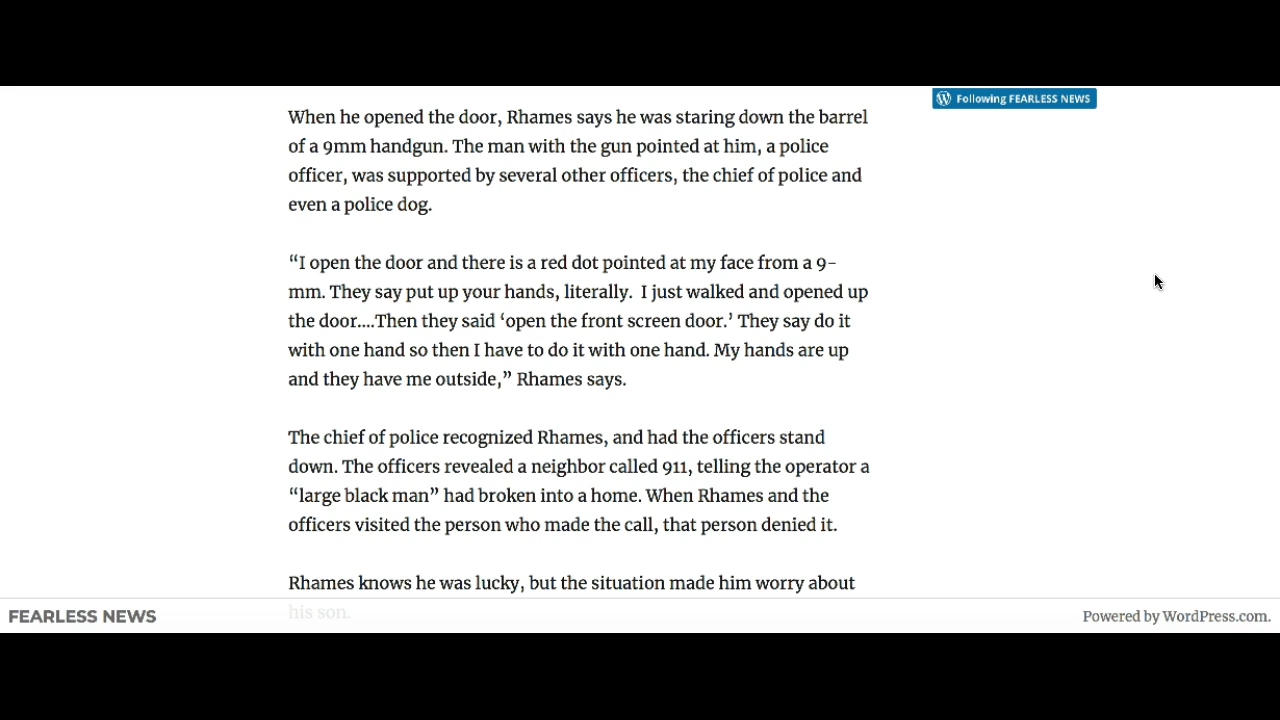 Following FEARLESS NEWS
When he opened the door, Rhames says he was staring down the barrel
of a 9mm handgun. The man with the gun pointed at him, a police
officer, was supported by several other officers, the chief of police and
even a police dog.
“I open the door and there is a red dot pointed at my face from a 9-
mm. They say put up your hands, literally.  I just walked and opened up
the door....Then they said ‘open the front screen door.’ They say do it
with one hand so then I have to do it with one hand. My hands are up
and they have me outside,” Rhames says.
The chief of police recognized Rhames, and had the officers stand
down. The officers revealed a neighbor called 911, telling the operator a
“large black man” had broken into a home. When Rhames and the
officers visited the person who made the call, that person denied it.
Rhames knows he was lucky, but the situation made him worry about
his son.
FEARLESS NEWS
Powered by WordPress.com.